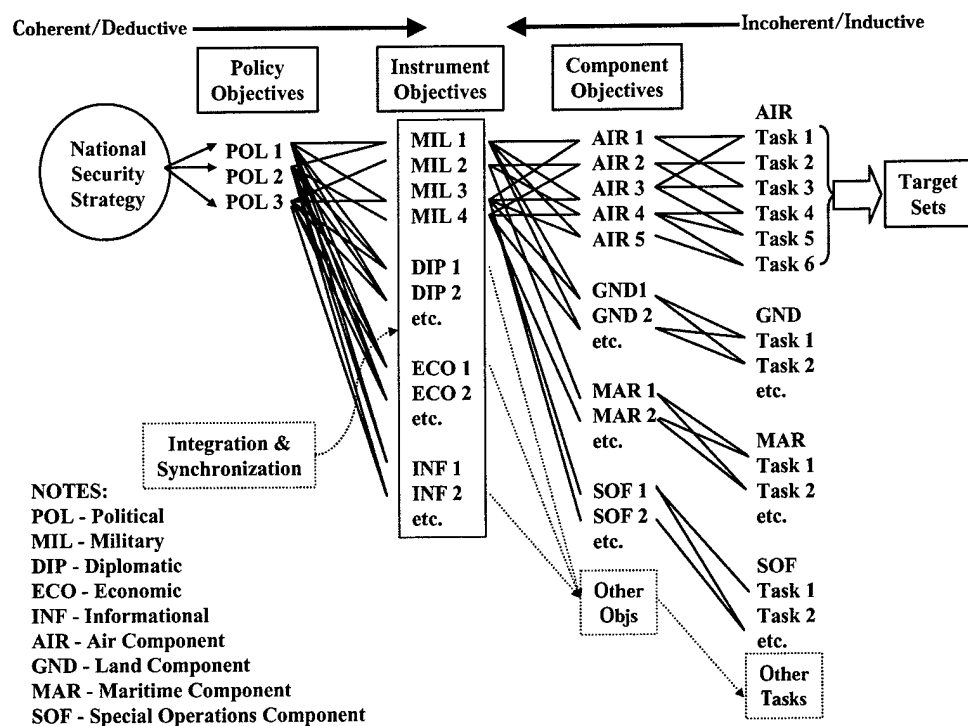 Coherent/Deductive
Incoherent/Inductive
Policy
Objectives
Instrument
Objectives
Component
Objectives
National
Security
Strategy
POL 1
POL 2
POL 3
MIL 1
MIL 2
MIL 3
MIL 4
DIP 1
DIP 2
etc.
ECO 1
ECO 2
etc.
INF 1
INF 2
etc.
Integration &
Synchronization
AIR 1
AIR 2
AIR 3
AIR 4
AIR 5
GND1
GND 2
etc.
MAR 1
MAR 2
etc.
SOF 1
SOF 2
etc.
Other
Objs
AIR
Task 1
Task 2
Task 3
Task 4
Task 5
Task 6
GND
Task 1
Task 2
etc.
MAR
Task 1
Task 2
etc.
SOF
Task 1
Task 2
etc.
Other
Tasks
Target
Sets
NOTES:
POL - Political
MIL - Military
DIP - Diplomatic
ECO - Economic
INF - Informational
AIR - Air Component
GND - Land Component
MAR - Maritime Component
SOF - Special Operations Component